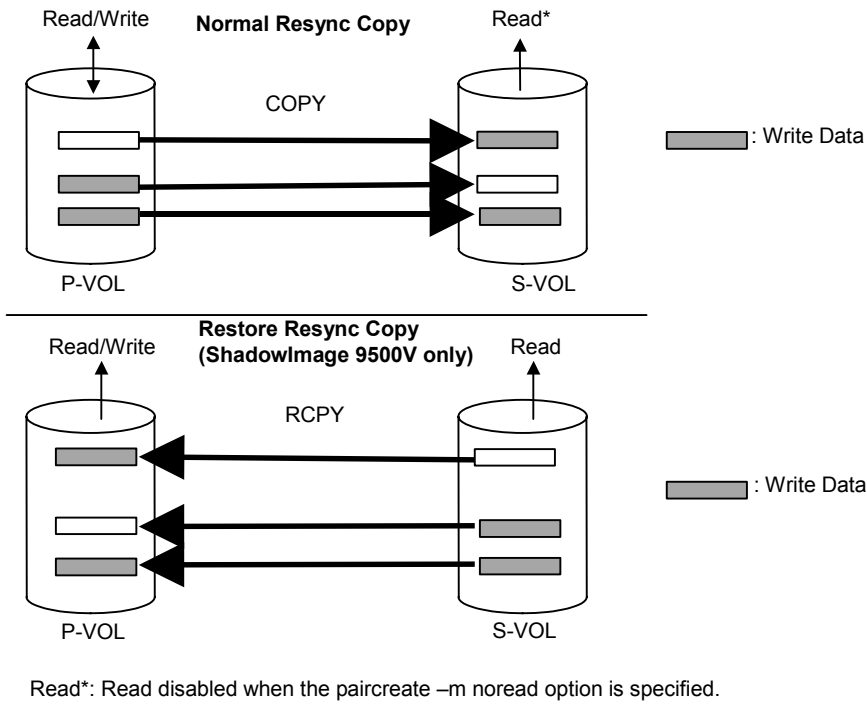 Read/Write
Normal Resync Copy
Read*
COPY
: Write Data
P-VOL
S-VOL
Restore Resync Copy
(ShadowImage 9500V only)
Read/Write
Read
RCPY
: Write Data
P-VOL
S-VOL
Read*: Read disabled when the paircreate –m noread option is specified.